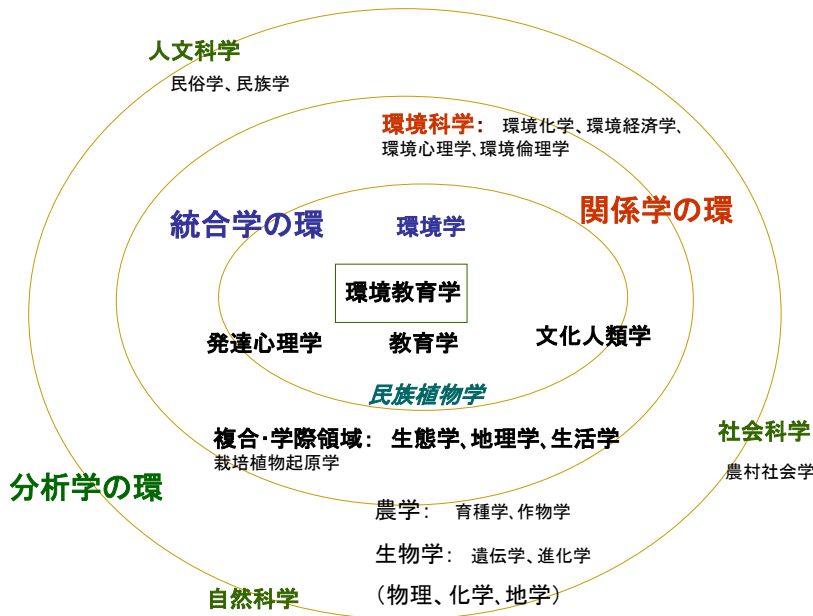 人文科学
民俗学、民族学
環境科学： 環境化学、環境経済学、
環境心理学、環境倫理学
統合学の環
環境学
関係学の環
環境教育学
発達心理学
教育学
文化人類学
民族植物学
複合・学際領域： 生態学、地理学、生活学
栽培植物起原学
社会科学
農村社会学
分析学の環
農学： 育種学、作物学
生物学： 遺伝学、進化学
自然科学
（物理、化学、地学）